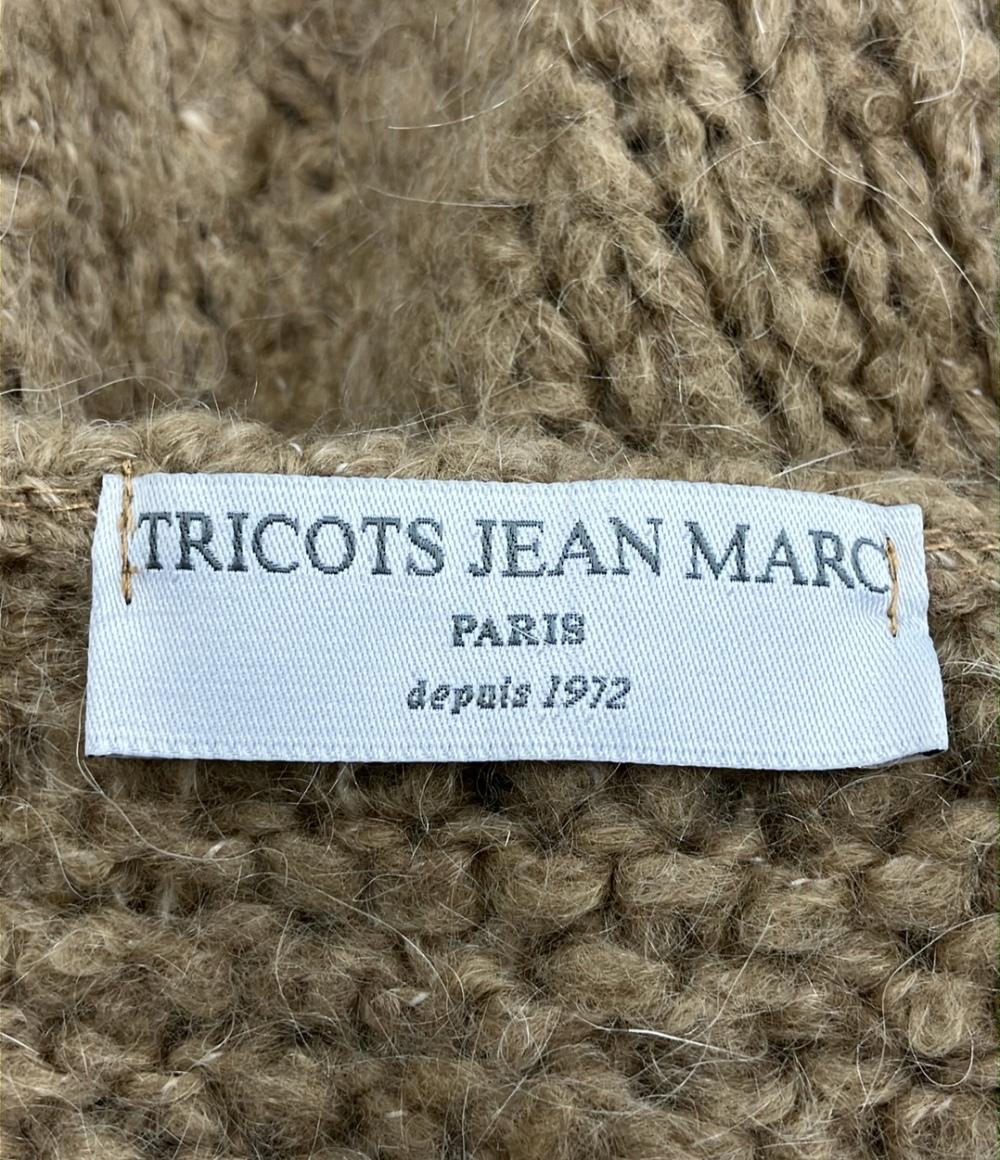 TRICOTS JEAN MARC
PARIS
depuis 1972